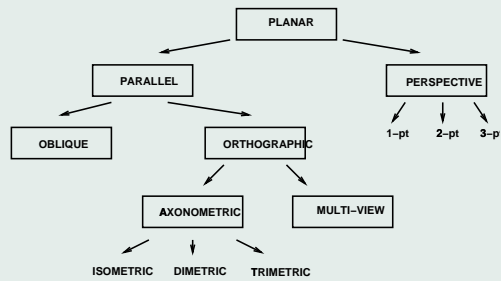 PLANAR
PARALLEL
PERSPECTIVE
OBLIQUE
ORTHOGRAPHIC
1-pt 2-pt 3-p
AXONOMETRIC
MULTI-VIEW
ISOMETRIC DIMETRIC TRIMETRIC